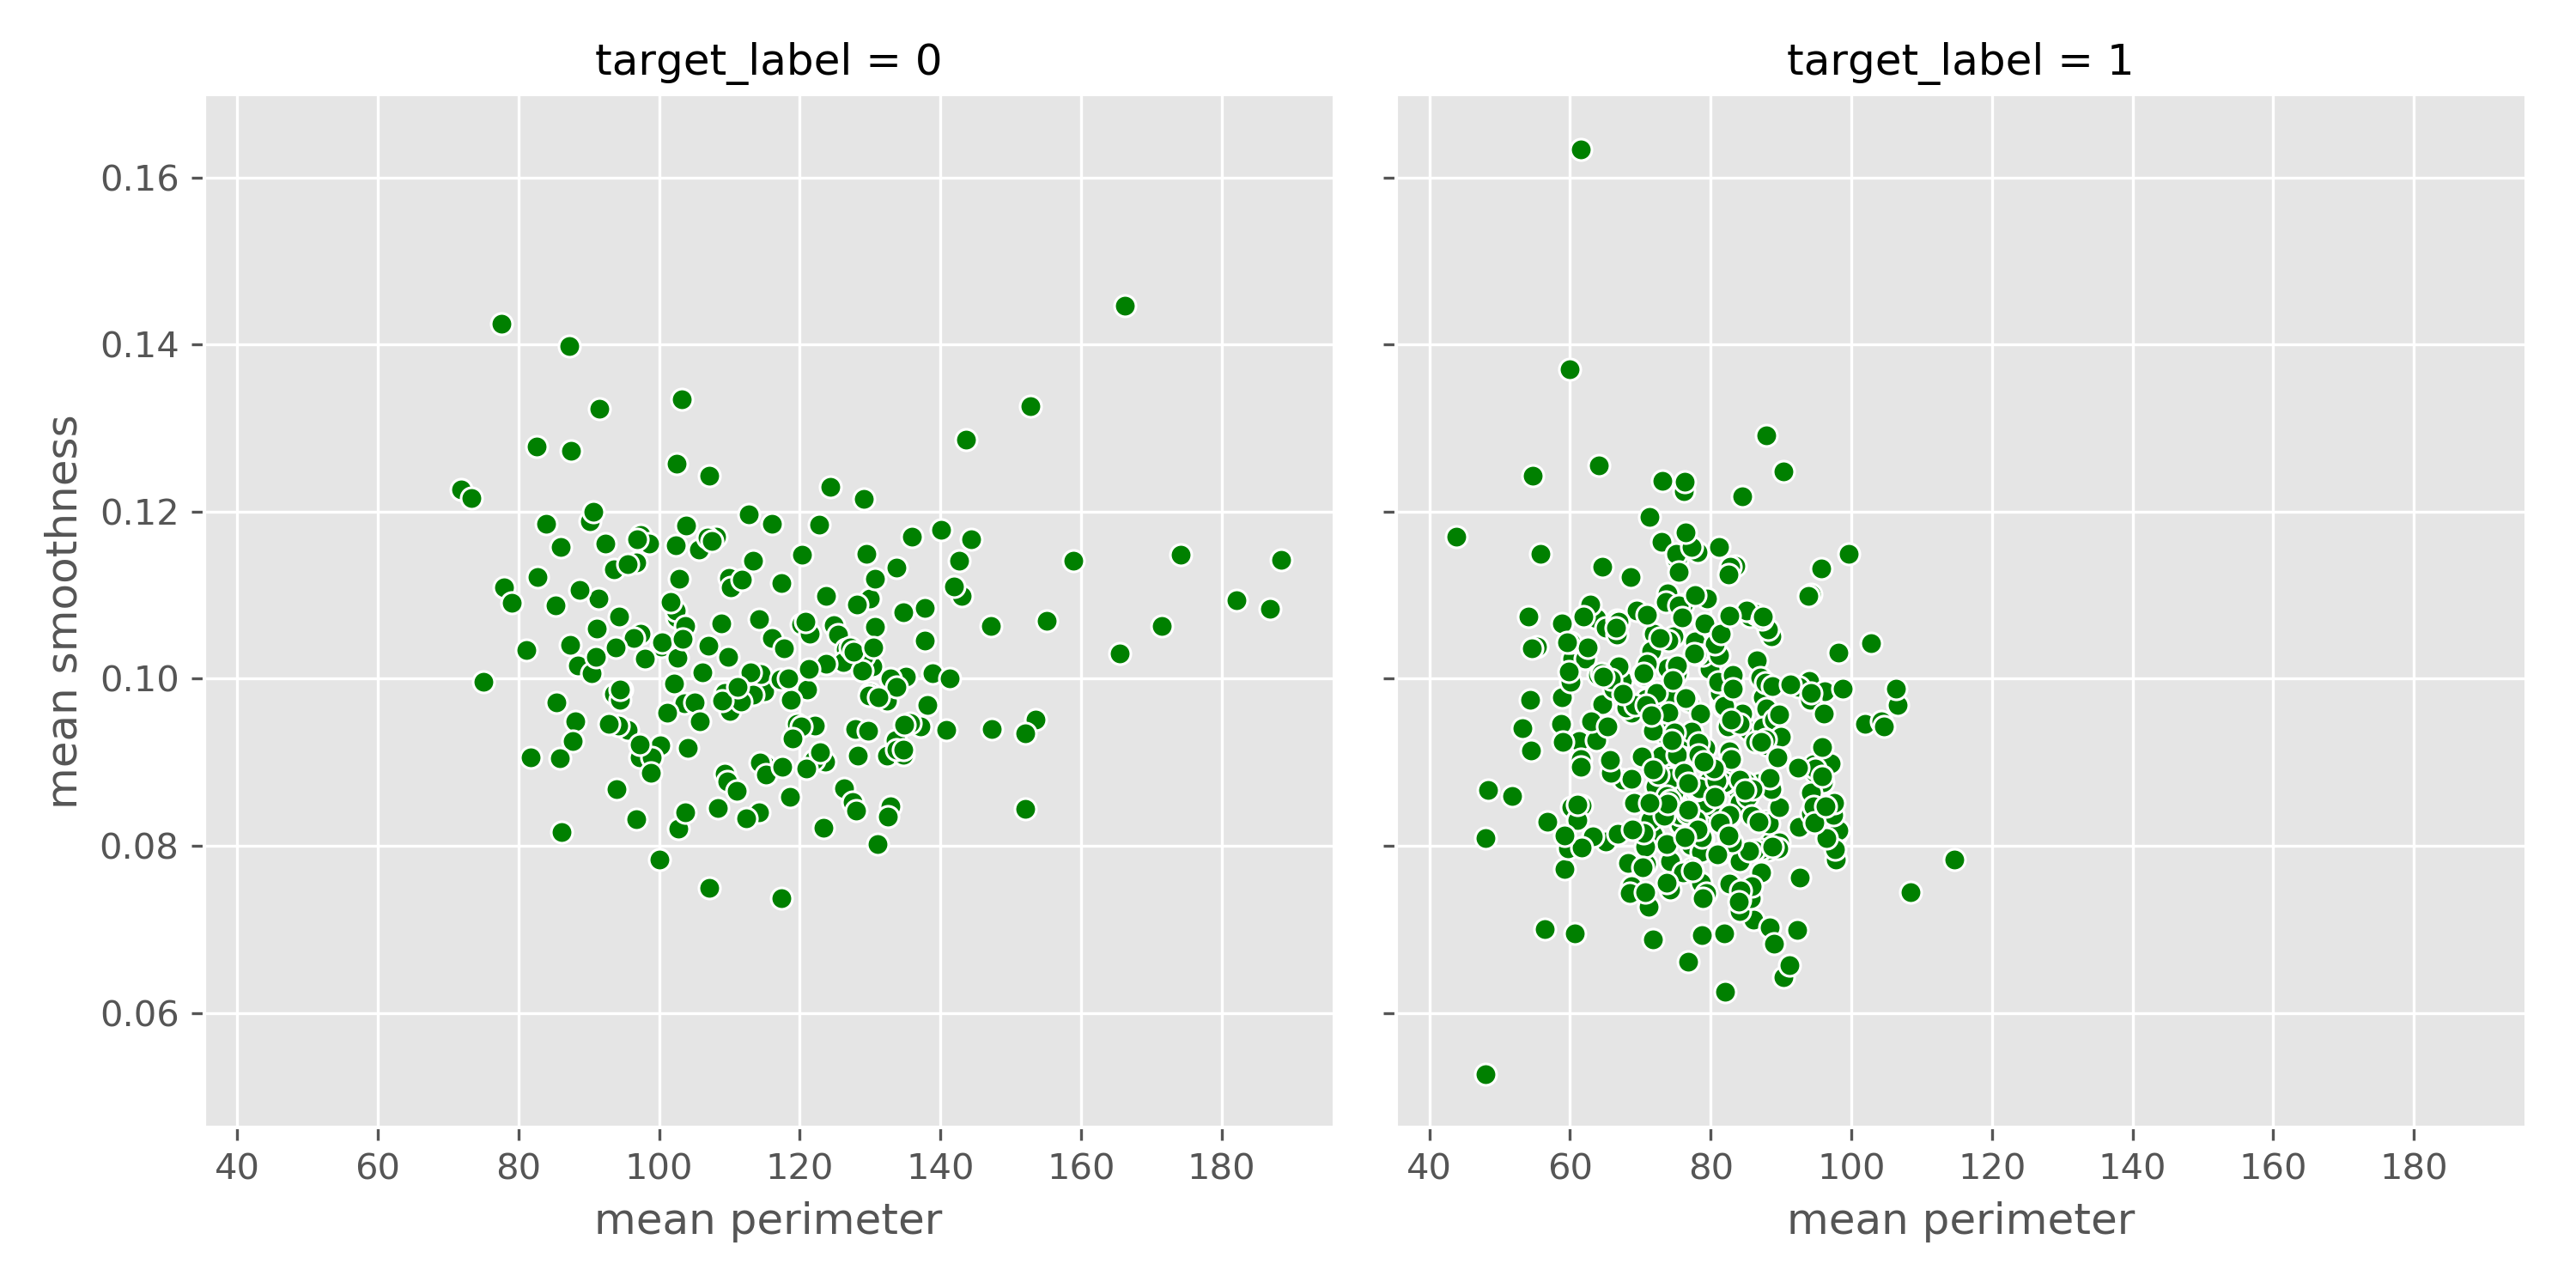 target_label = 0
target_label = 1
0.16
0.14
0.12
0.10
0.08
0.06
mean smoothness
40 60 80 100 120 140 160 180
40 60 80 100 120 140 160 180
mean perimeter
mean perimeter